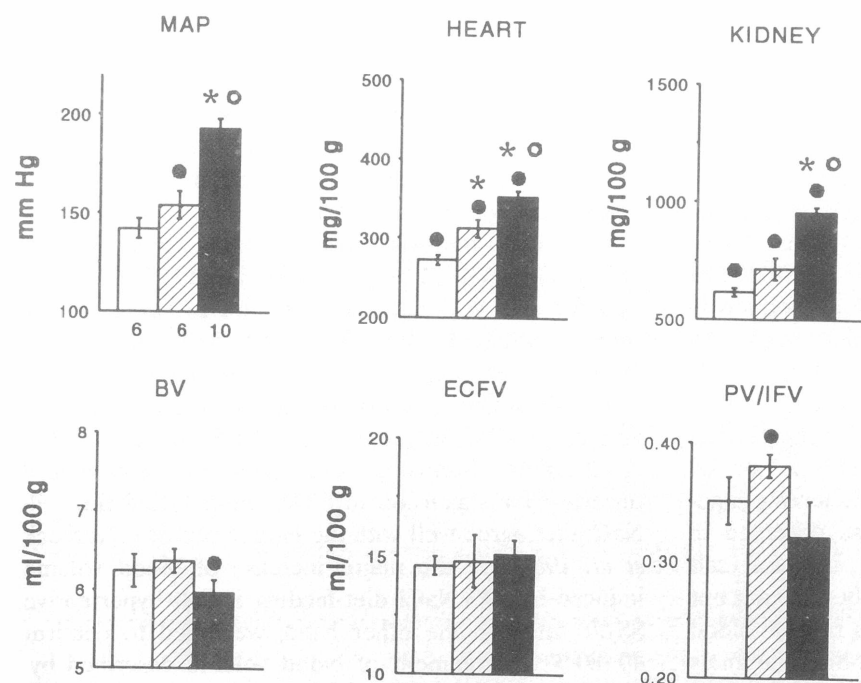 MAP
HEART
KIDNEY
mm Hg
200
150
100
6 6 10
* O
●
mg/100 g
500
400
300
200
* O
*
mg/100 g
1500
1000
500
* O
BV
ECFV
PV/IFV
ml/100 g
8
7
6
5
ml/100 g
20
15
10
0.40
0.30
0.20